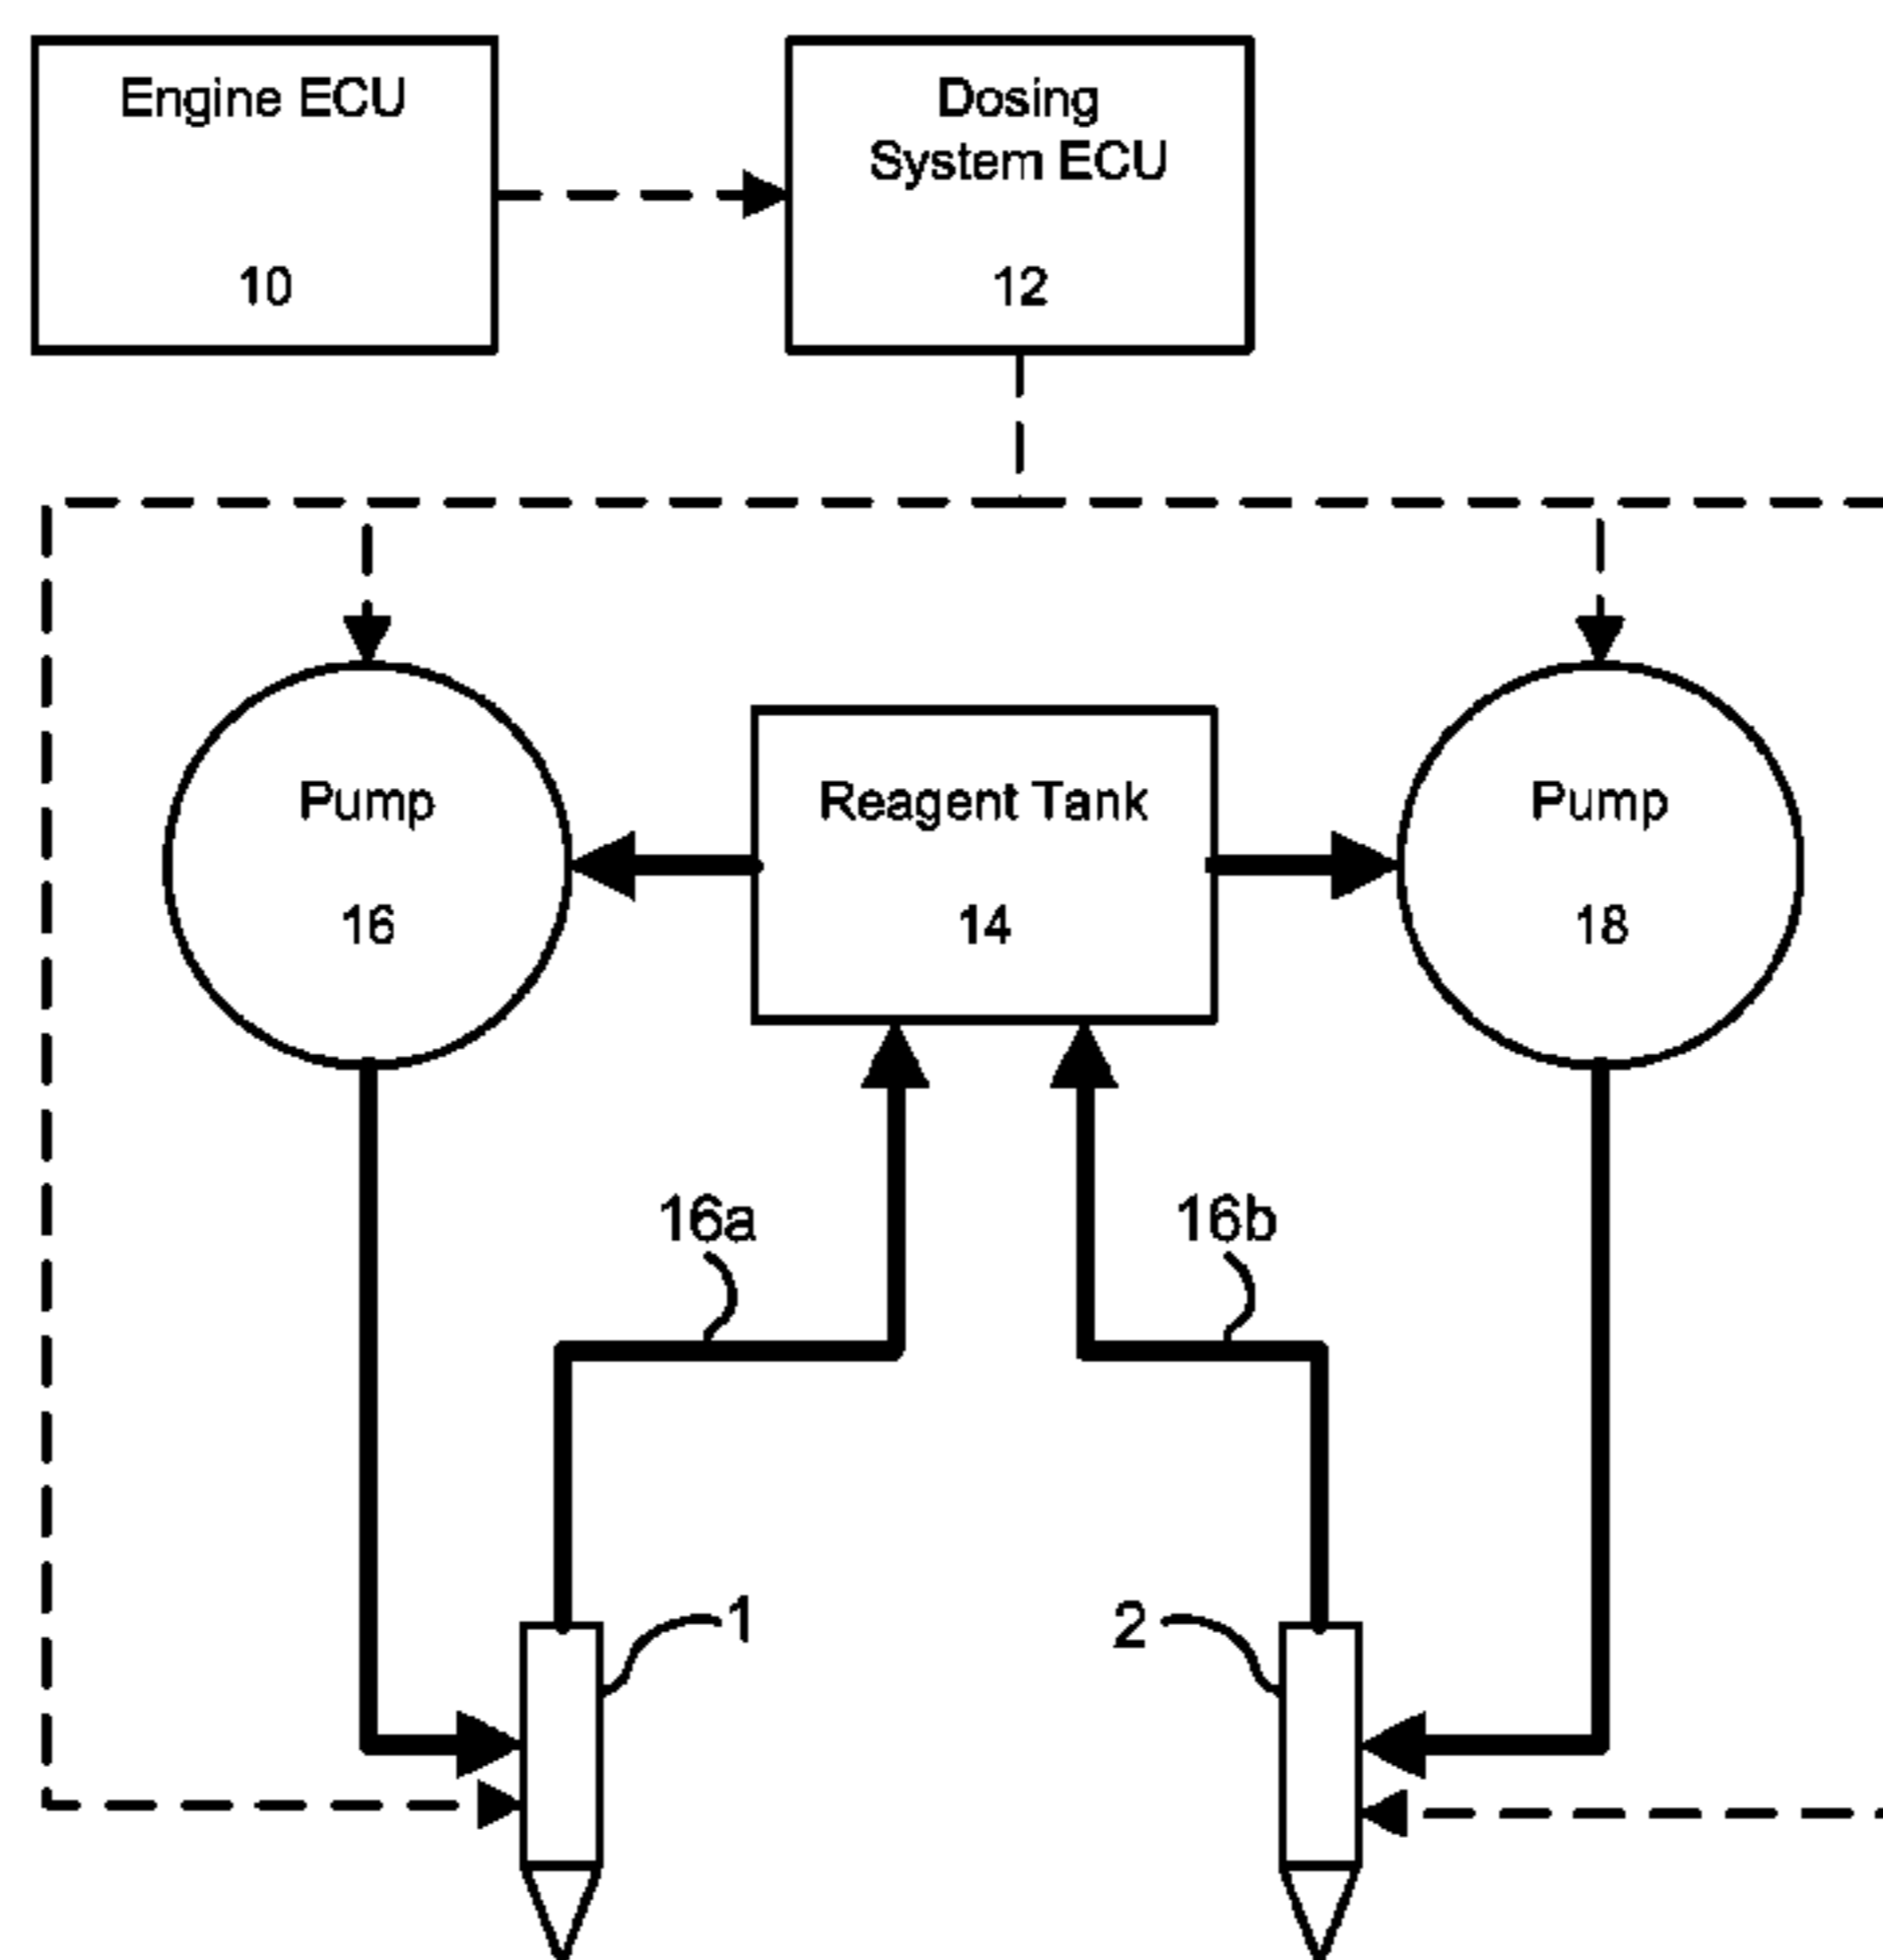 Engine ECU
10
Dosing
System ECU
12
Pump
16
Reagent Tank
14
Pump
18
16a
16b
1
2